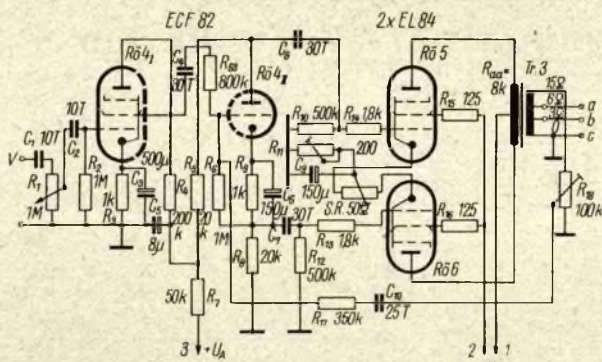 ECF 82
2x EL84
Rö4I
C4
30T
R5a
800k
Rö4II
C8
30T
Rö5
Raa=
8k
Tr.3
15Ω
6Ω
0
a
b
c
10T
C2
C1 10T
V
R1
1M
R2
1M
1k
R3
500µ
C3
C5
8µ
R4
200
k
R5
20
k
R6
1M
R9
1k
C6
150µ
C7
30T
R8
20k
R10 500k
R14 1,8k
R11
200
C9
150µ
S.R. 50Ω
R15 125
R13
1,8k
R12
500k
R16 125
Rö6
R18
100k
50k
R7
R17 350k
C10
25T
3
+UA
2
1